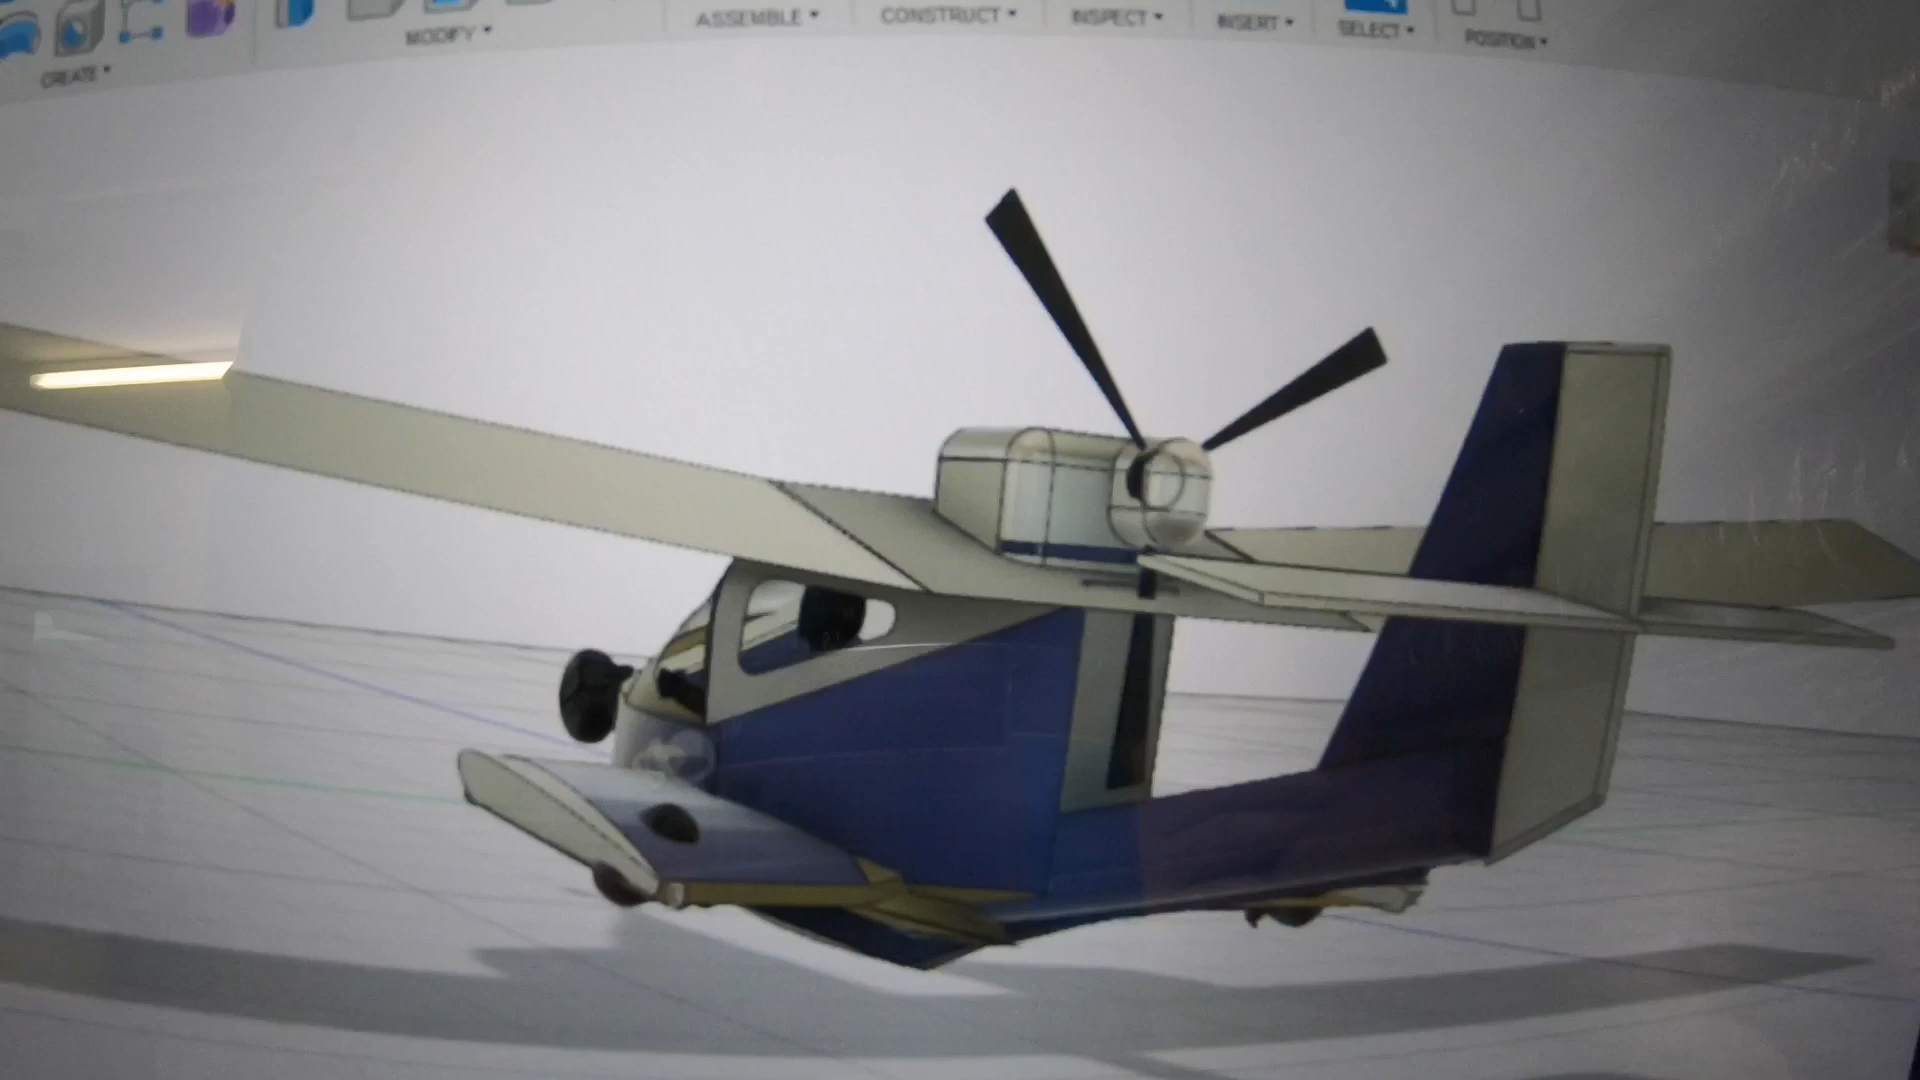 CREATE
MODIFY
ASSEMBLE
CONSTRUCT
INSPECT
INSERT
SELECT
POSITION